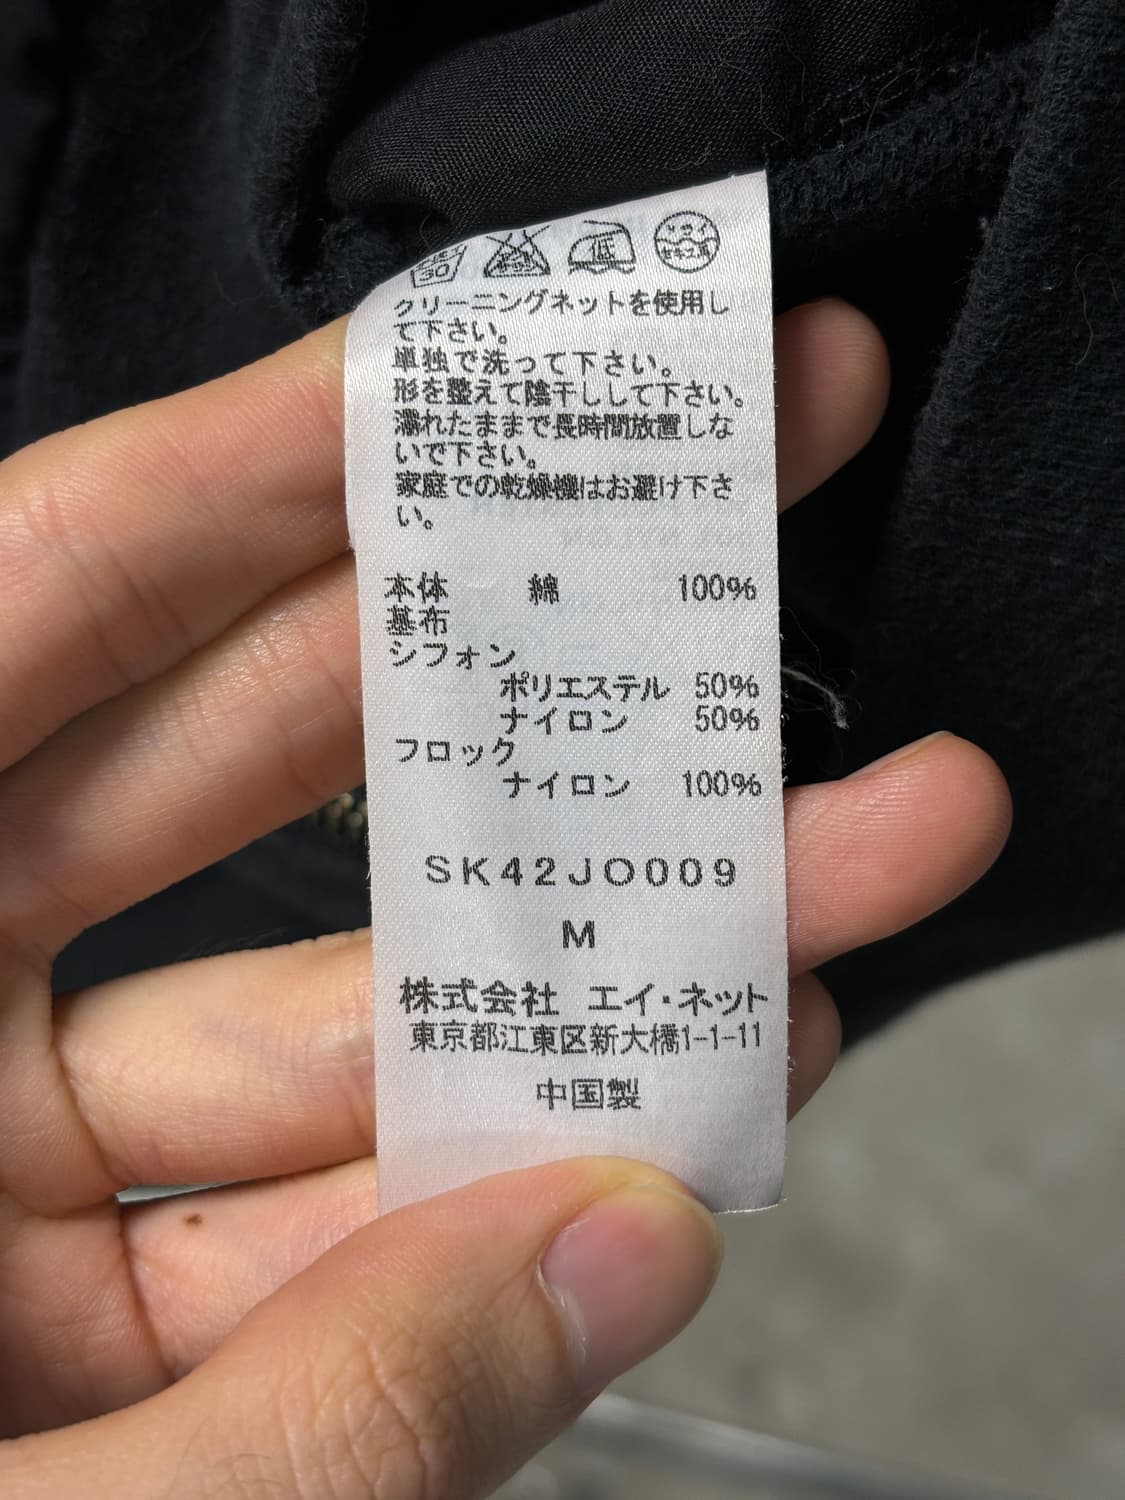 30
低
ドライ
クリーニングネットを使用し
て下さい。
単独で洗って下さい。
形を整えて陰干しして下さい。
濡れたままで長時間放置しな
いで下さい。
家庭での乾燥機はお避け下さ
い。
本体 綿 100%
基布
シフォン
ポリエステル 50%
ナイロン 50%
フロック
ナイロン 100%
SK42JO009
M
株式会社 エイ・ネット
東京都江東区新大橋1-1-11
中国製